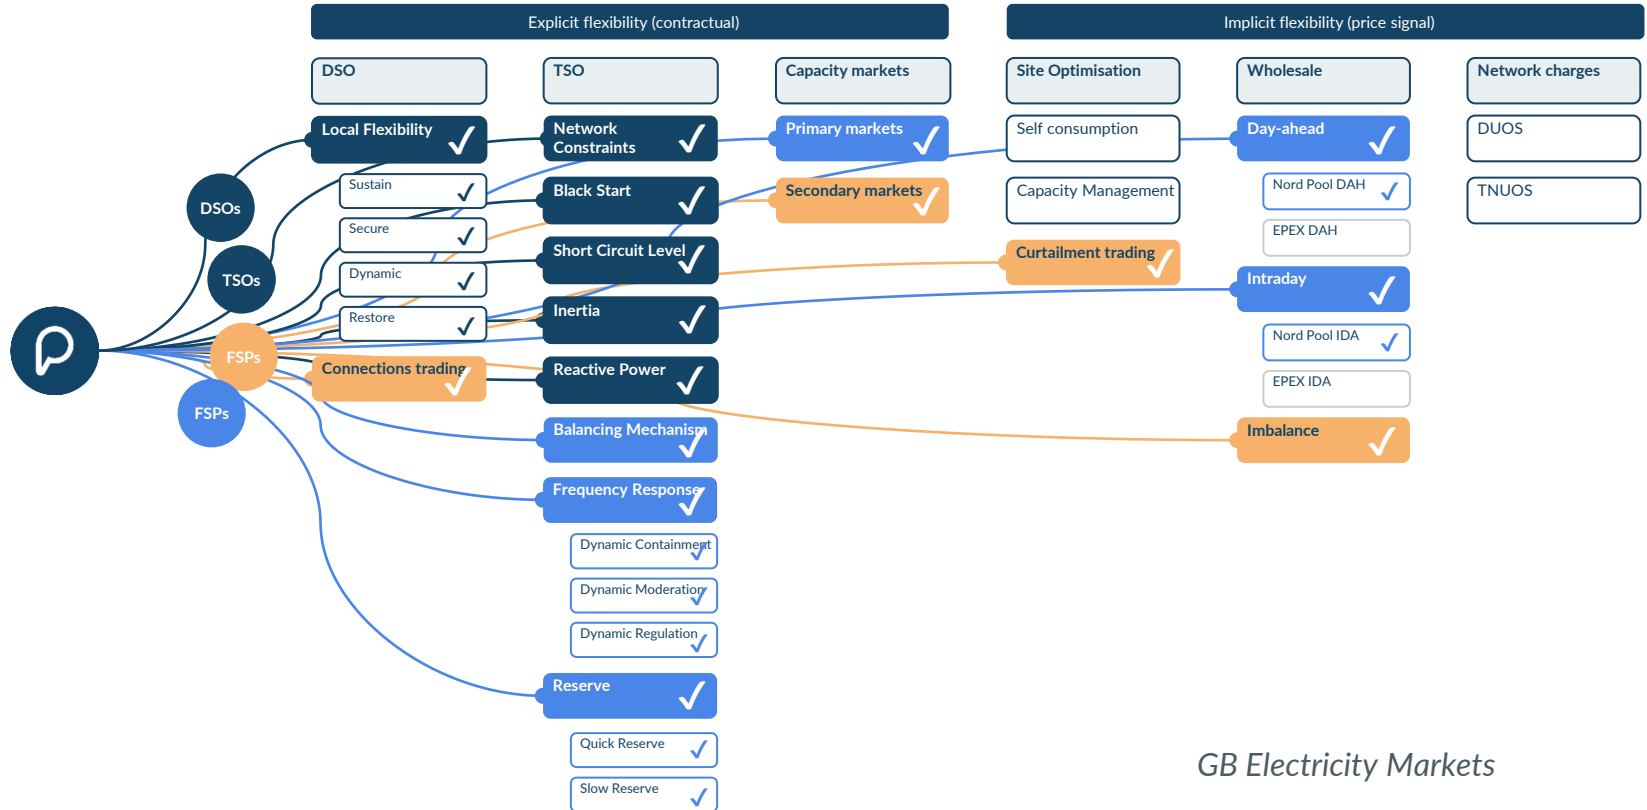 Explicit flexibility (contractual)
Implicit flexibility (price signal)
DSO
TSO
Capacity markets
Site Optimisation
Wholesale
Network charges
Local Flexibility
Sustain
Secure
Dynamic
Restore
Connections trading
Network
Constraints
Black Start
Short Circuit Level
Inertia
Reactive Power
Balancing Mechanism
Frequency Response
Dynamic Containment
Dynamic Moderation
Dynamic Regulation
Reserve
Quick Reserve
Slow Reserve
Primary markets
Secondary markets
Self consumption
Capacity Management
Curtailment trading
Day-ahead
Nord Pool DAH
EPEX DAH
Intraday
Nord Pool IDA
EPEX IDA
Imbalance
DUOS
TNUOS
DSOs
TSOs
FSPs
FSPs
GB Electricity Markets